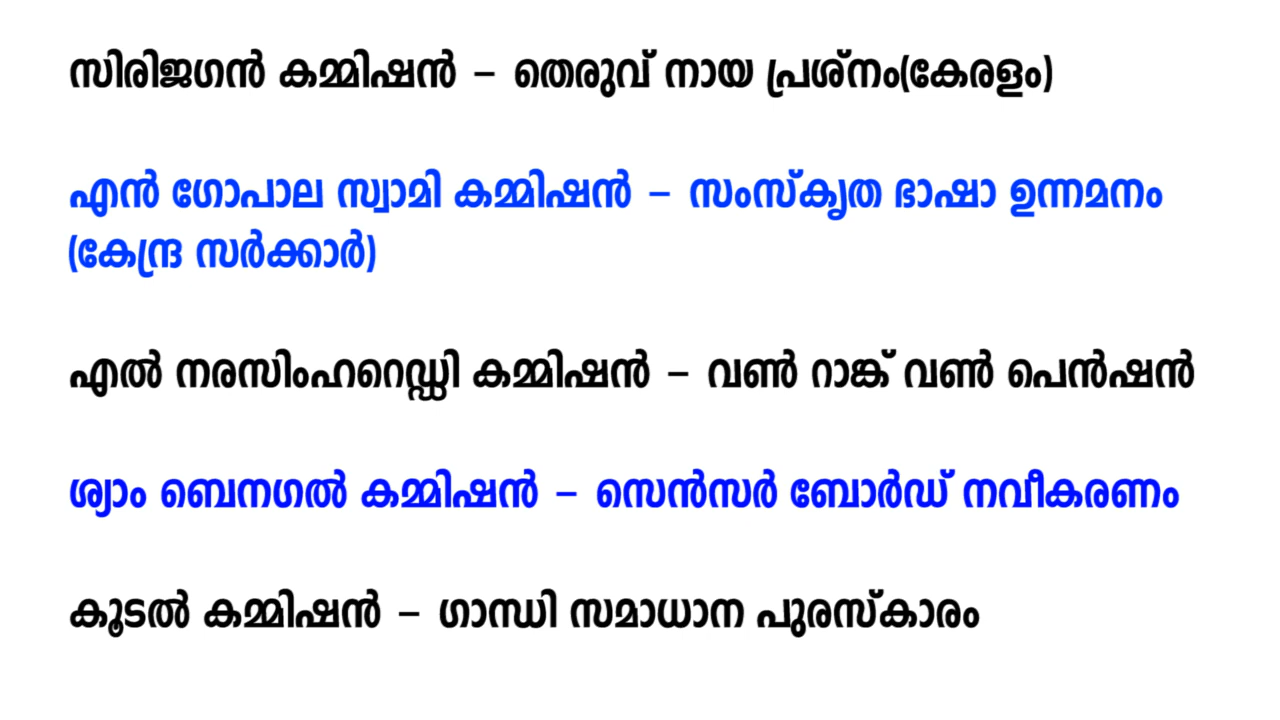 സിരിജഗൻ കമ്മിഷൻ – തെരുവ് നായ പ്രശ്നം(കേരളം)
എൻ ഗോപാല സ്വാമി കമ്മിഷൻ – സംസ്കൃത ഭാഷാ ഉന്നമനം
(കേന്ദ്ര സർക്കാർ)
എൽ നരസിംഹറെഡ്ഡി കമ്മിഷൻ – വൺ റാങ്ക് വൺ പെൻഷൻ
ശ്യാം ബെനഗൽ കമ്മിഷൻ – സെൻസർ ബോർഡ് നവീകരണം
കൂടൽ കമ്മിഷൻ – ഗാന്ധി സമാധാന പുരസ്കാരം